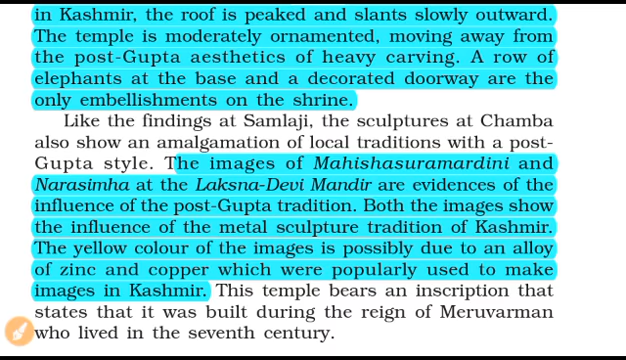 in Kashmir, the roof is peaked and slants slowly outward.
The temple is moderately ornamented, moving away from
the post-Gupta aesthetics of heavy carving. A row of
elephants at the base and a decorated doorway are the
only embellishments on the shrine.
Like the findings at Samlaji, the sculptures at Chamba
also show an amalgamation of local traditions with a post-
Gupta style. The images of Mahishasuramardini and
Narasimha at the Laksna-Devi Mandir are evidences of the
influence of the post-Gupta tradition. Both the images show
the influence of the metal sculpture tradition of Kashmir.
The yellow colour of the images is possibly due to an alloy
of zinc and copper which were popularly used to make
images in Kashmir. This temple bears an inscription that
states that it was built during the reign of Meruvarman
who lived in the seventh century.